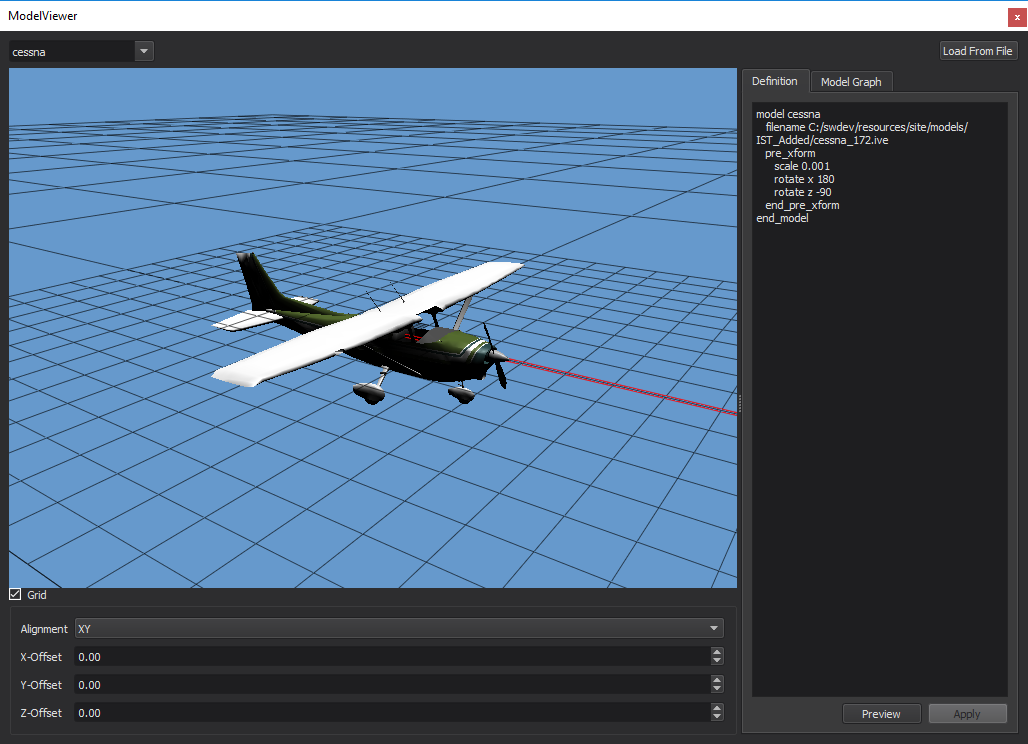 ModelViewer
x
cessna
Load From File
Definition
Model Graph
model cessna
filename C:/swdev/resources/site/models/
IST_Added/cessna_172.ive
pre_xform
scale 0.001
rotate x 180
rotate z -90
end_pre_xform
end_model
Grid
Alignment XY
X-Offset 0.00
Y-Offset 0.00
Z-Offset 0.00
Preview
Apply